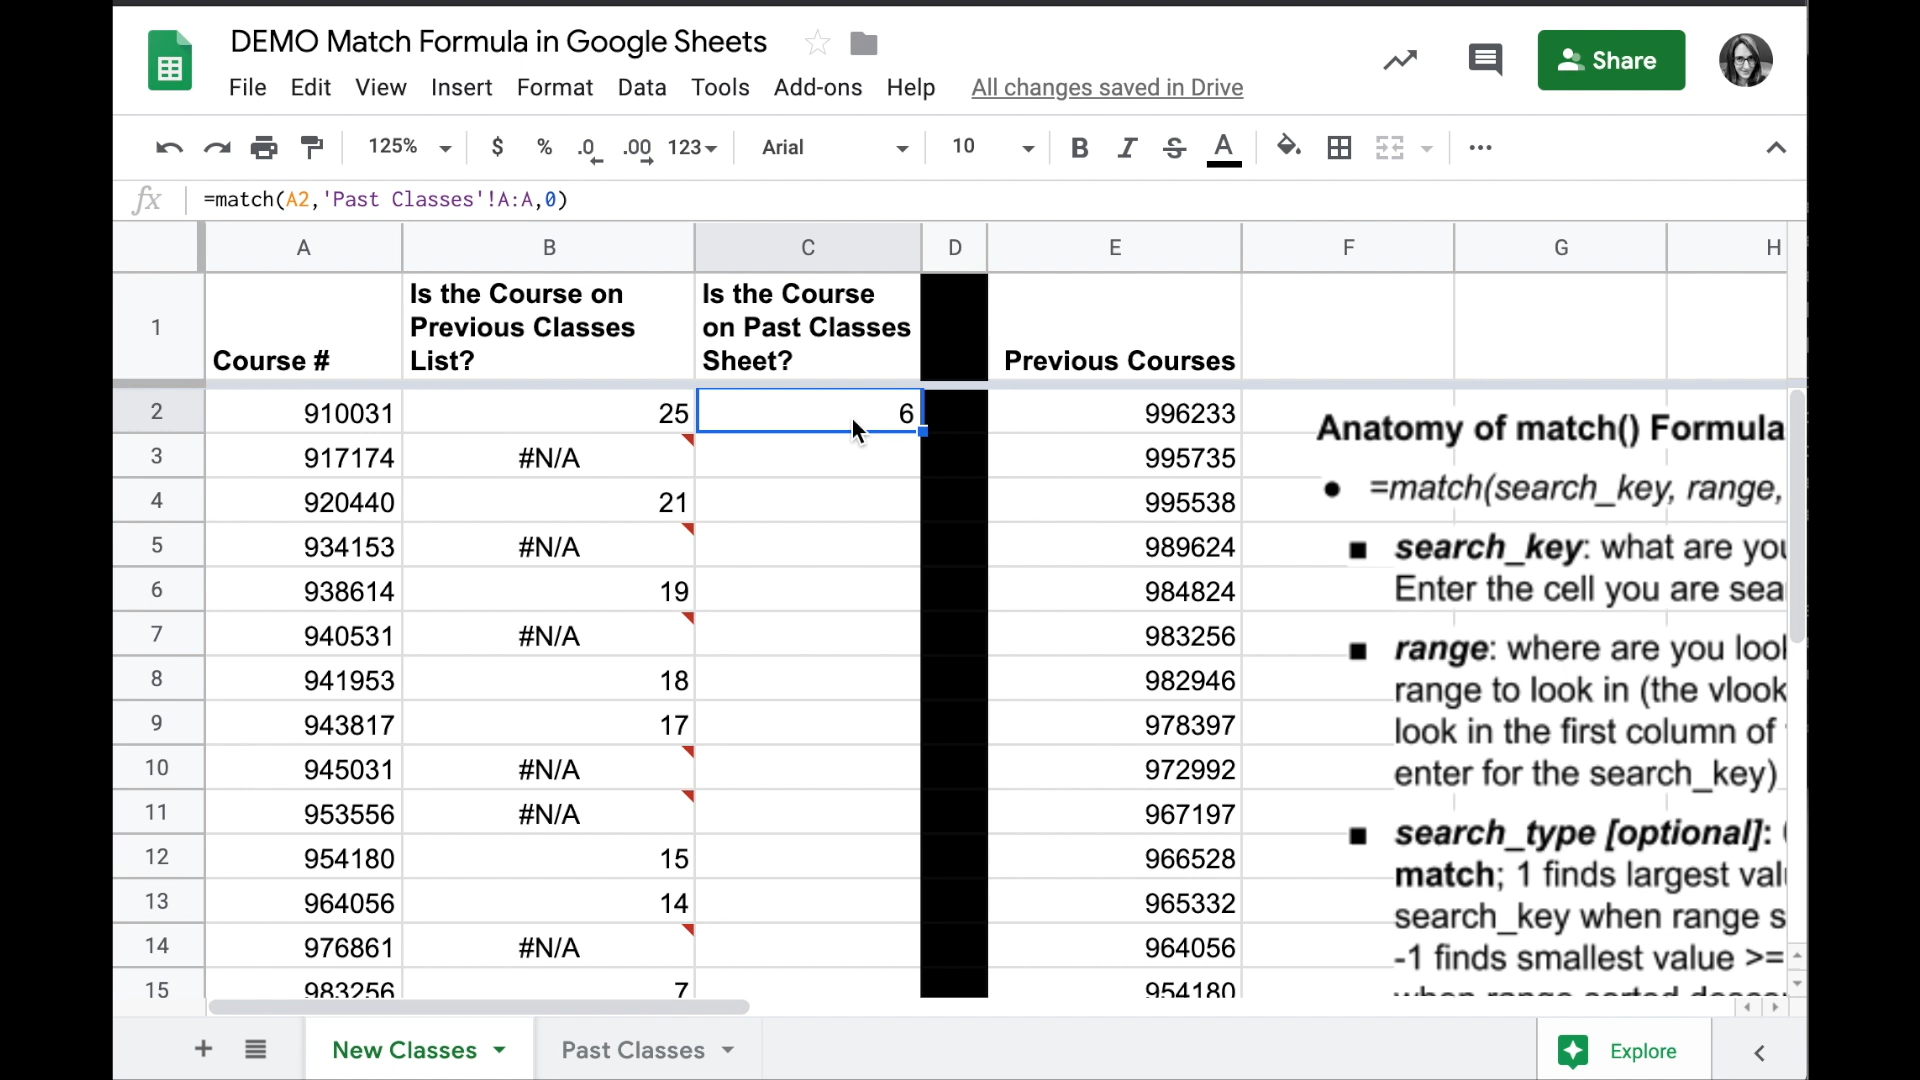 DEMO Match Formula in Google Sheets
File Edit View Insert Format Data Tools Add-ons Help All changes saved in Drive
Share
125% $ % .0 .00 123 Arial 10 B I S A
fx =match(A2,'Past Classes'!A:A,0)
A B C D E F G H
1 Course # Is the Course on Previous Classes List? Is the Course on Past Classes Sheet? Previous Courses
2 910031 25 6 996233
3 917174 #N/A 995735
4 920440 21 995538
5 934153 #N/A 989624
6 938614 19 984824
7 940531 #N/A 983256
8 941953 18 982946
9 943817 17 978397
10 945031 #N/A 972992
11 953556 #N/A 967197
12 954180 15 966528
13 964056 14 965332
14 976861 #N/A 964056
15 983256 7 954180
Anatomy of match() Formula
=match(search_key, range,
search_key: what are
Enter the cell you are
range: where are you
range to look in (the
look in the first column of
enter for the search_key)
search_type [optional]:
match; 1 finds largest
search_key when range
-1 finds smallest value >=
New Classes Past Classes Explore